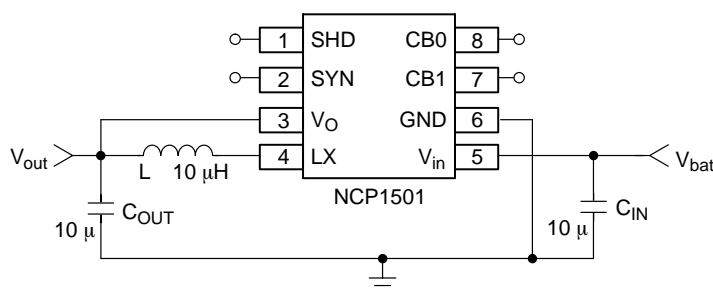 1 SHD CB0 8
2 SYN CB1 7
3 VO GND 6
Vout L 10 μH 4 LX Vin 5 Vbat
NCP1501
COUT
10 μ
CIN
10 μ